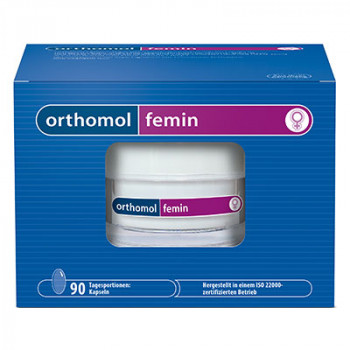 orthomol femin
orthomol femin
90 Tagesportionen:
Kapseln
Hergestellt in einem ISO 22000-
zertifizierten Betrieb